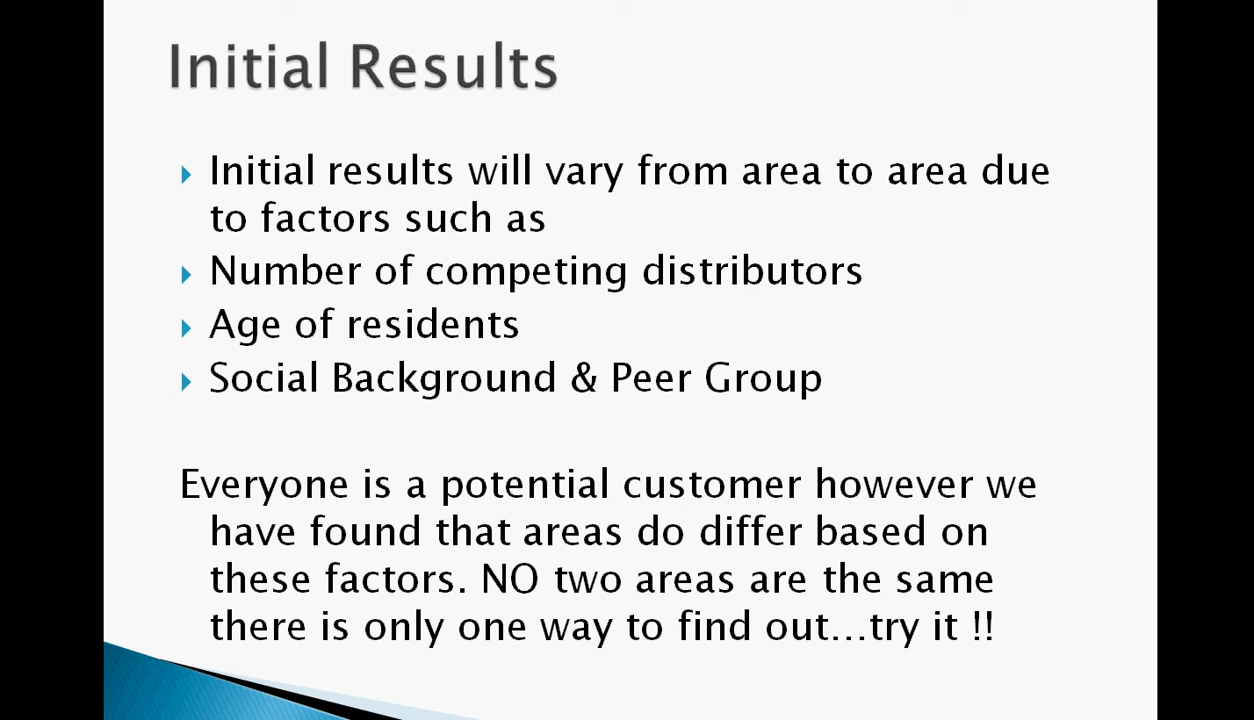 Initial Results
Initial results will vary from area to area due
to factors such as
Number of competing distributors
Age of residents
Social Background & Peer Group
Everyone is a potential customer however we
have found that areas do differ based on
these factors. NO two areas are the same
there is only one way to find out...try it !!